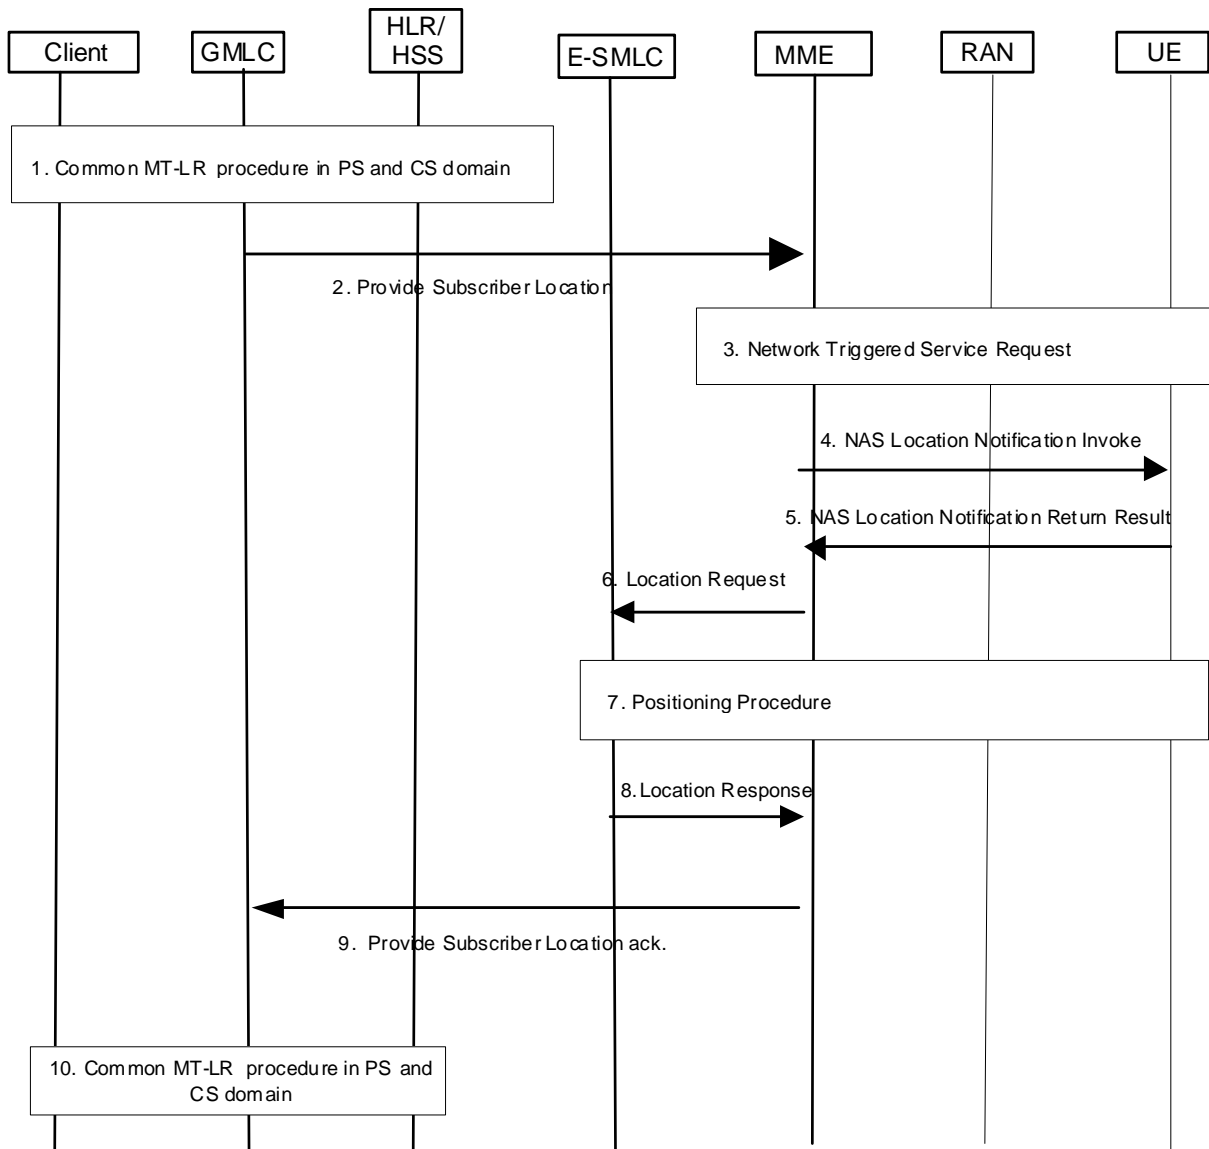 Client
GMLC
HLR/
HSS
E-SMLC
MME
RAN
UE
1. Common MT-LR procedure in PS and CS domain
2. Provide Subscriber Location
3. Network Triggered Service Request
4. NAS Location Notification Invoke
5. NAS Location Notification Return Result
6. Location Request
7. Positioning Procedure
8. Location Response
9. Provide Subscriber Location ack.
10. Common MT-LR procedure in PS and
CS domain